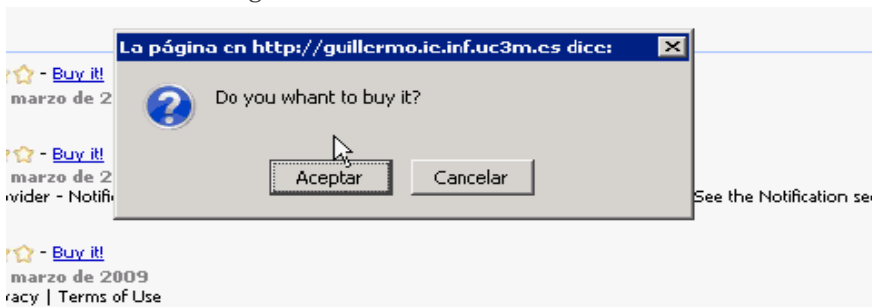 La página en http://guillermo.ie.inf.uc3m.es dice:
- Buy it!
marzo de 2
Do you whant to buy it?
- Buy it!
marzo de 2
Aceptar Cancelar
vider - Notifi
See the Notification se
- Buy it!
marzo de 2009
racy | Terms of Use